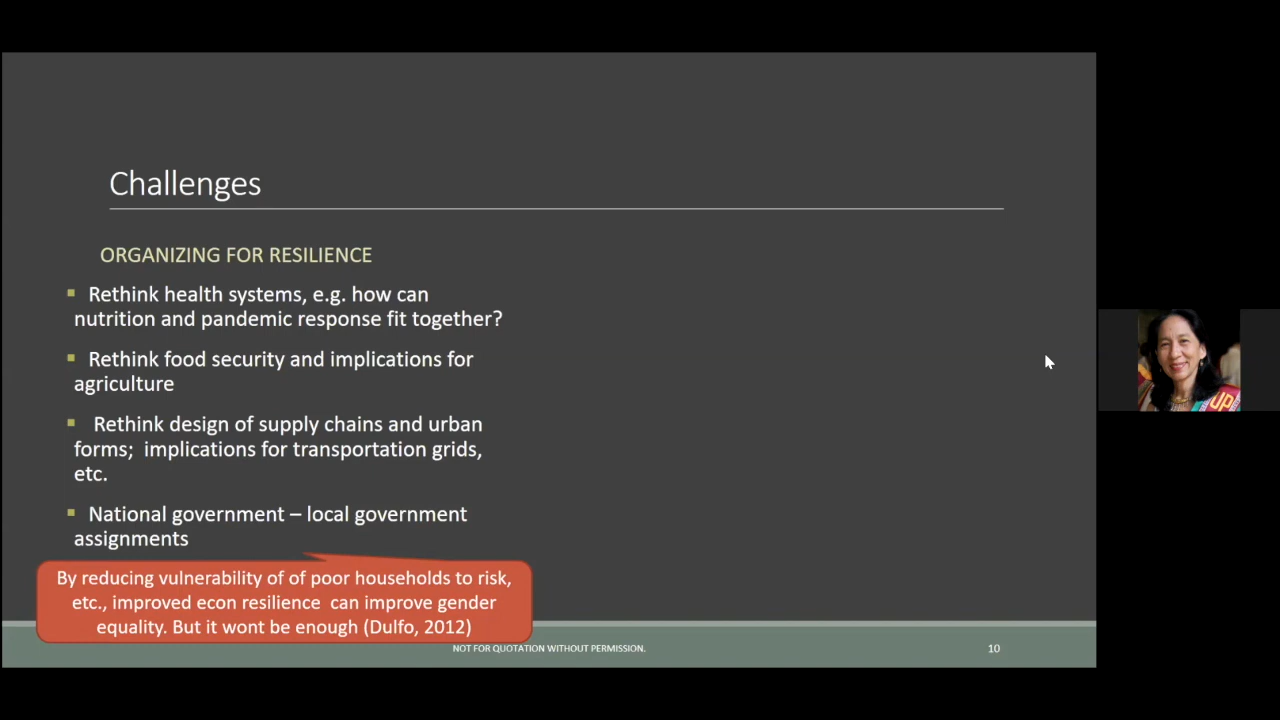 Challenges
ORGANIZING FOR RESILIENCE
Rethink health systems, e.g. how can
nutrition and pandemic response fit together?
Rethink food security and implications for
agriculture
Rethink design of supply chains and urban
forms; implications for transportation grids,
etc.
National government – local government
assignments
By reducing vulnerability of of poor households to risk,
etc., improved econ resilience can improve gender
equality. But it wont be enough (Dulfo, 2012)
NOT FOR QUOTATION WITHOUT PERMISSION.
10
UP